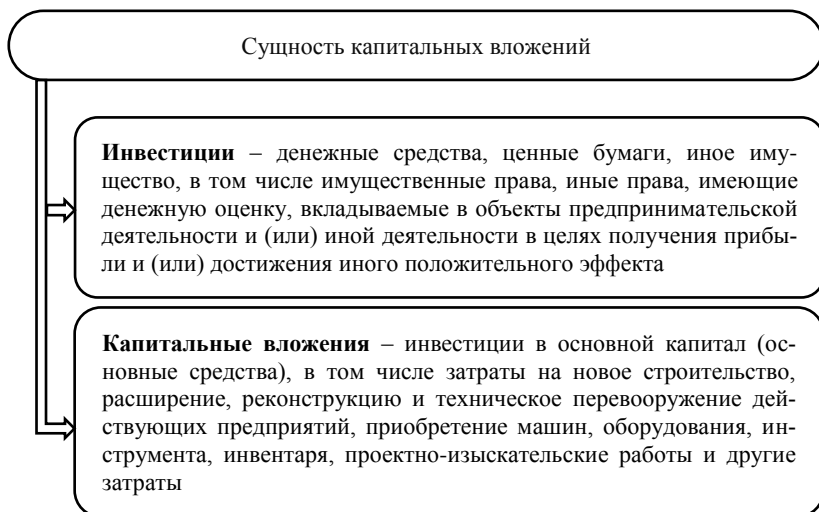 Сущность капитальных вложений
Инвестиции – денежные средства, ценные бумаги, иное иму-
щество, в том числе имущественные права, иные права, имеющие
денежную оценку, вкладываемые в объекты предпринимательской
деятельности и (или) иной деятельности в целях получения прибы-
ли и (или) достижения иного положительного эффекта
Капитальные вложения – инвестиции в основной капитал (ос-
новные средства), в том числе затраты на новое строительство,
расширение, реконструкцию и техническое перевооружение дей-
ствующих предприятий, приобретение машин, оборудования, ин-
струмента, инвентаря, проектно-изыскательские работы и другие
затраты